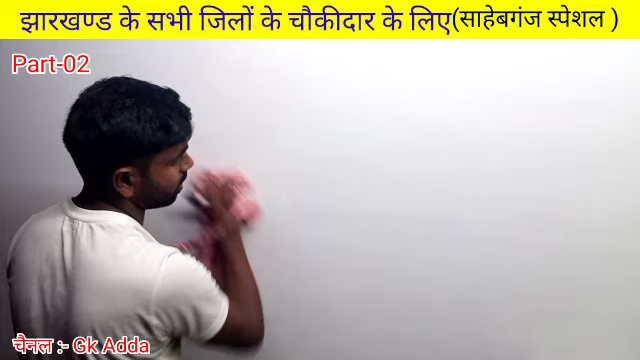 झारखण्ड के सभी जिलों के चौकीदार के लिए(साहेबगंज स्पेशल )
Part-02
चैनल :- Gk Adda